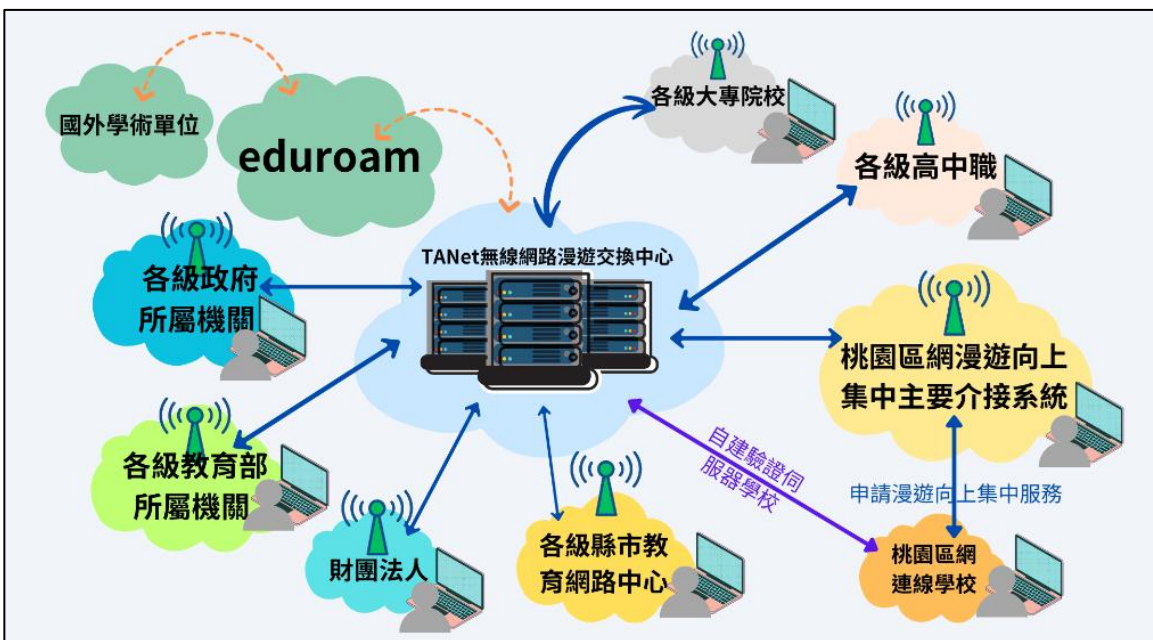 國外學術單位
eduroam
各級大專院校
各級高中職
TANet無線網路漫遊交換中心
各級政府
所屬機關
桃園區網漫遊向上
集中主要介接系統
各級教育部
所屬機關
自建驗證伺
服器學校
申請漫遊向上集中服務
財團法人
各級縣市教
育網路中心
桃園區網
連線學校